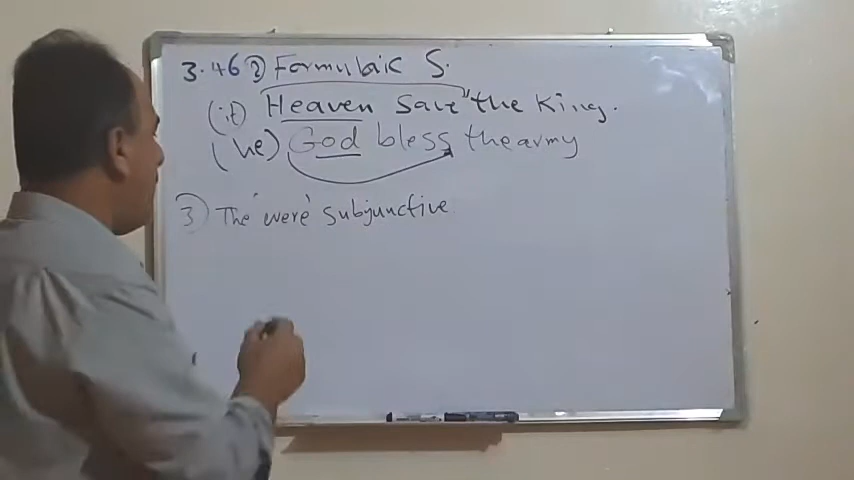 3.46 2) Formulaic S.
(it) Heaven save "the King.
(he) God bless the army
3) The 'were' subjunctive